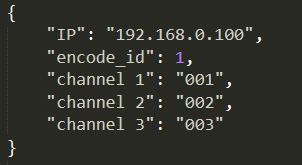 {
    "IP": "192.168.0.100",
    "encode_id": 1,
    "channel 1": "001",
    "channel 2": "002",
    "channel 3": "003"
}